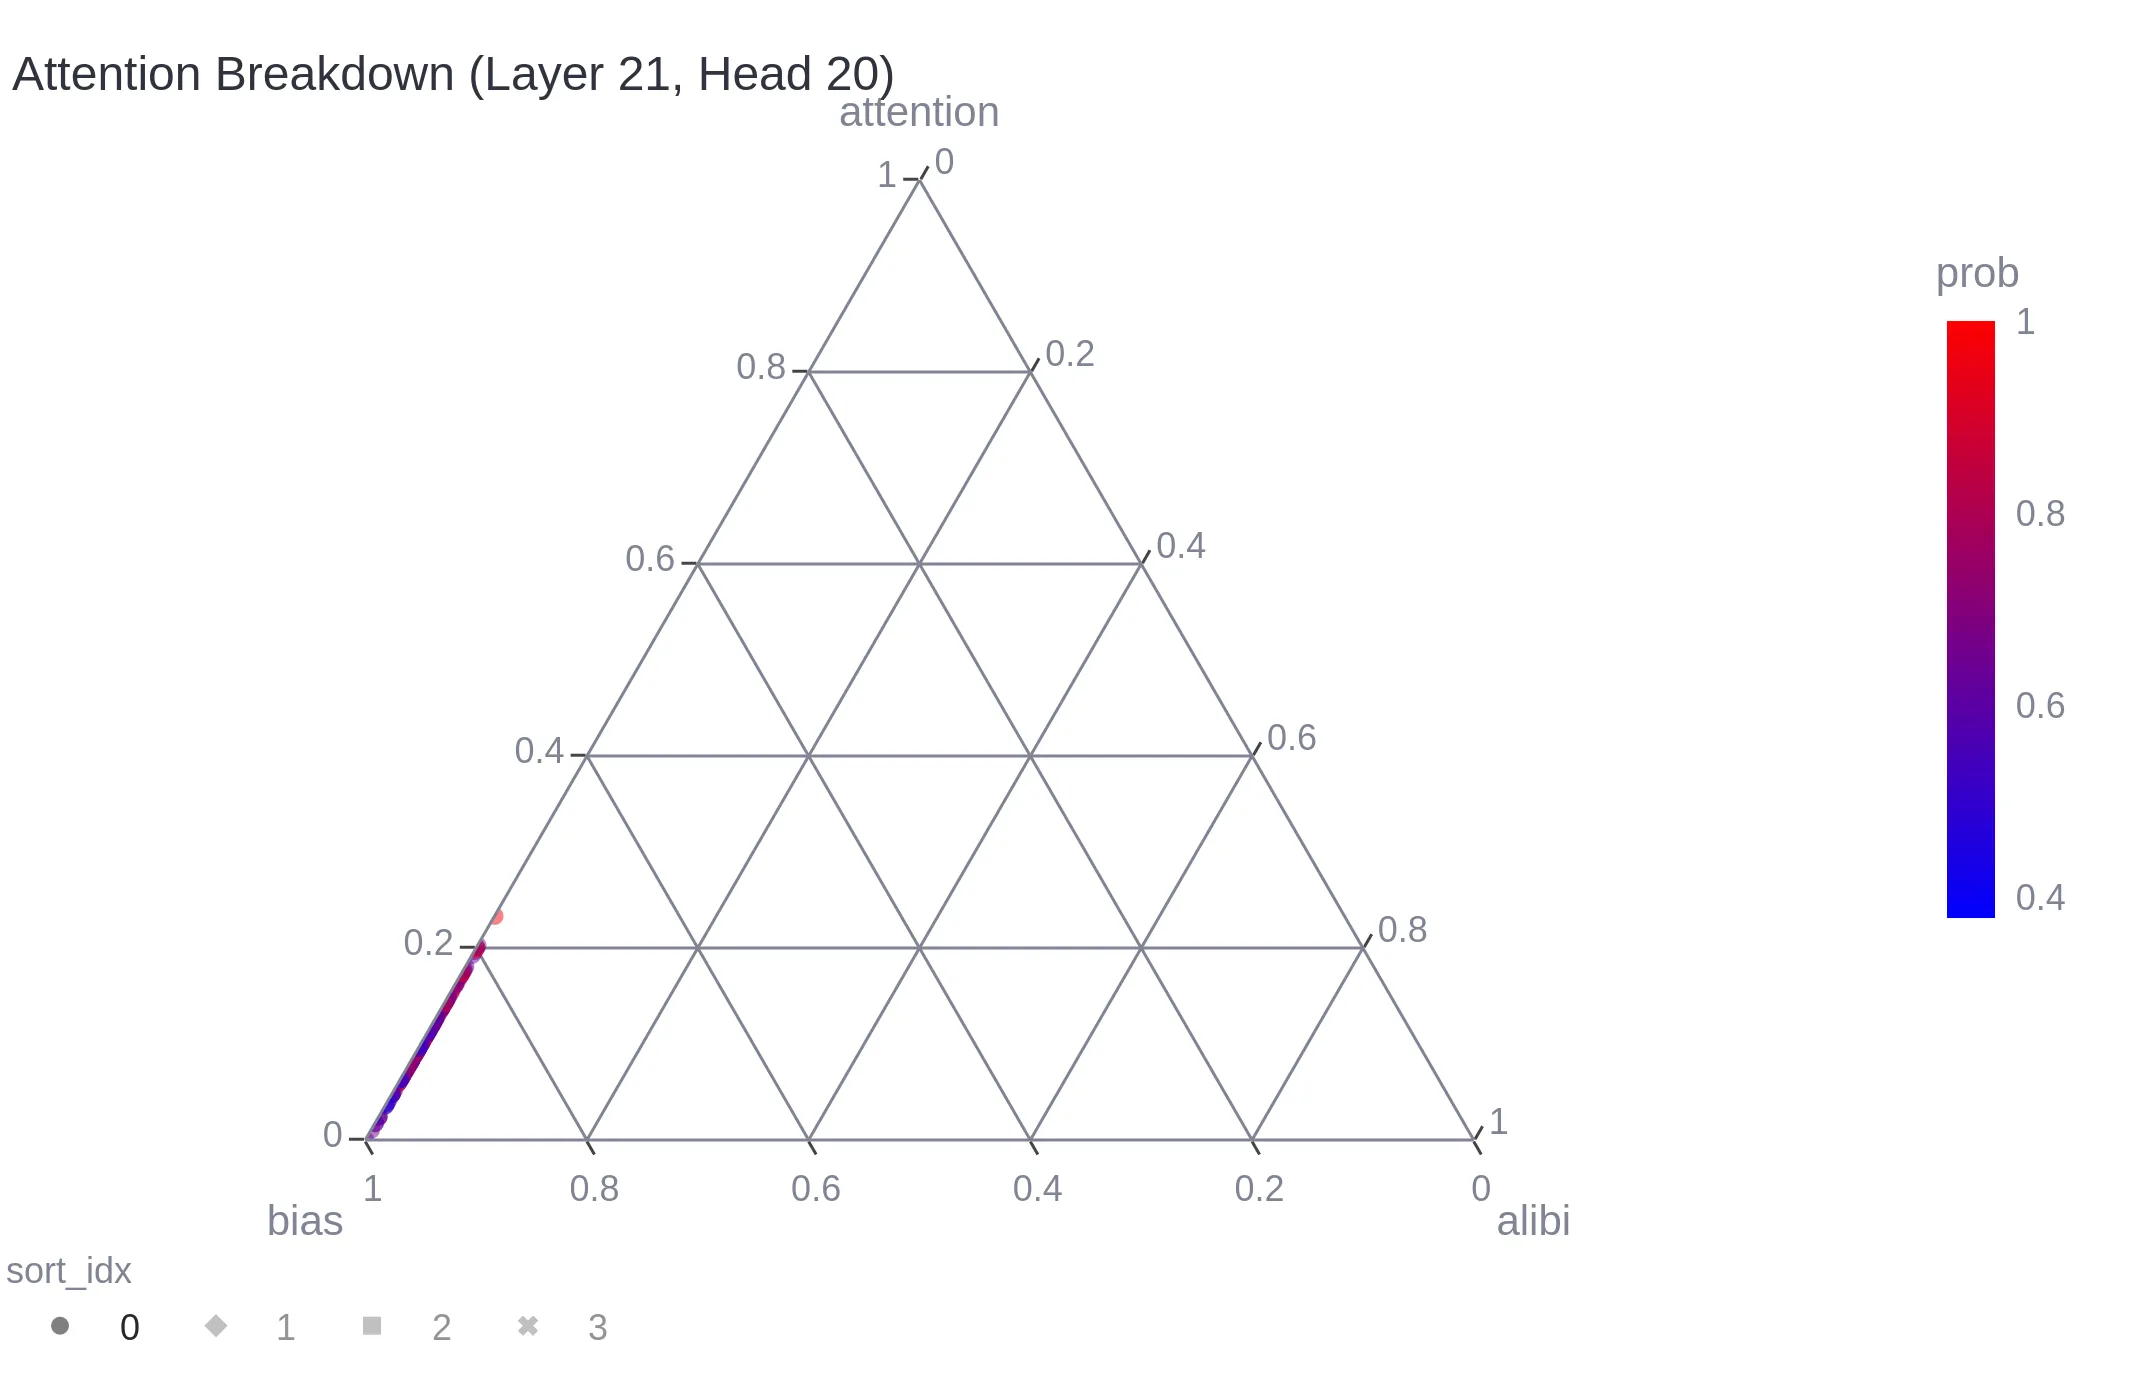 Attention Breakdown (Layer 21, Head 20)
attention
1 0
prob
1
0.8 0.2
0.8
0.6 0.4
0.6
0.4 0.6
0.4
0.2 0.8
0 1
1 0.8 0.6 0.4 0.2 0
bias alibi
sort_idx
0 1 2 3